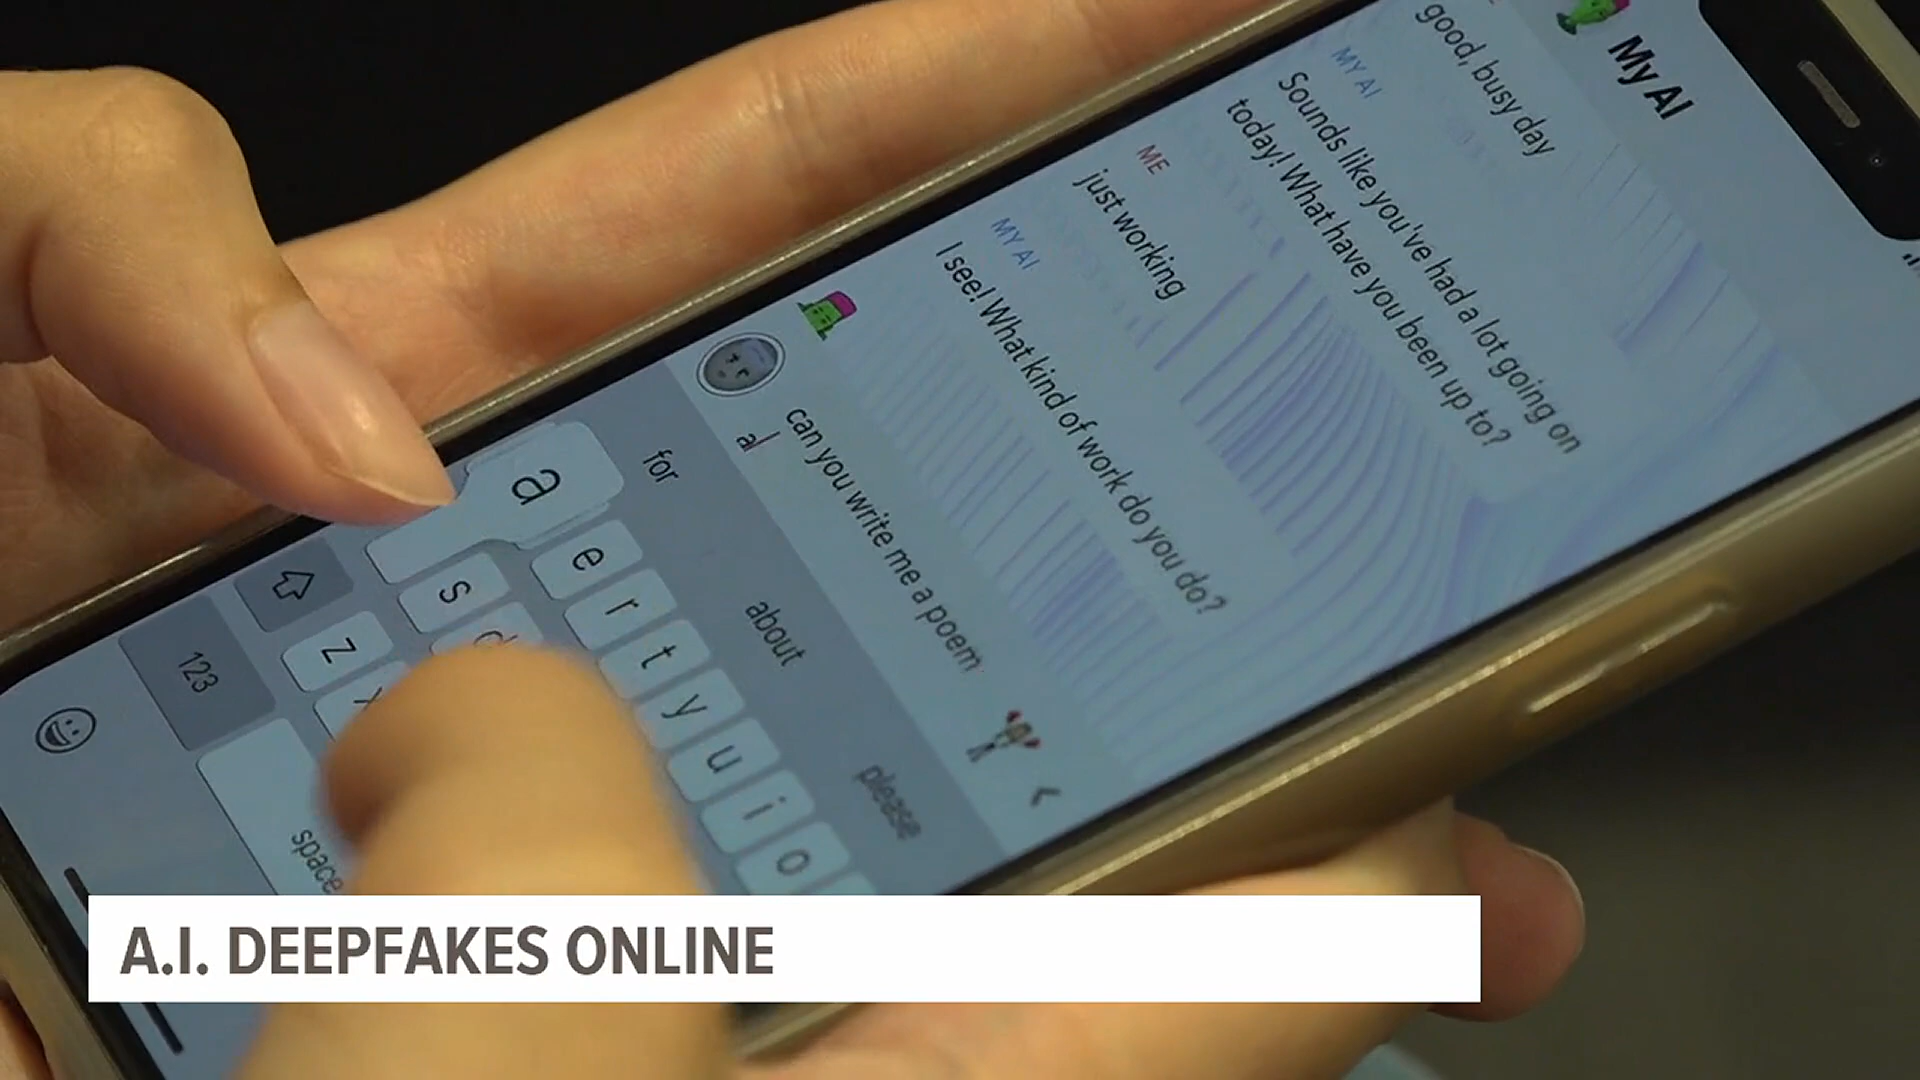 My AI
good, busy day
MY AI
Sounds like you've had a lot going on
today! What have you been up to?
ME
just working
MY AI
I see! What kind of work do you do?
can you write me a poem
a
for
about
please
a
e
r
t
y
u
i
o
s
d
z
x
123
space
A.I. DEEPFAKES ONLINE